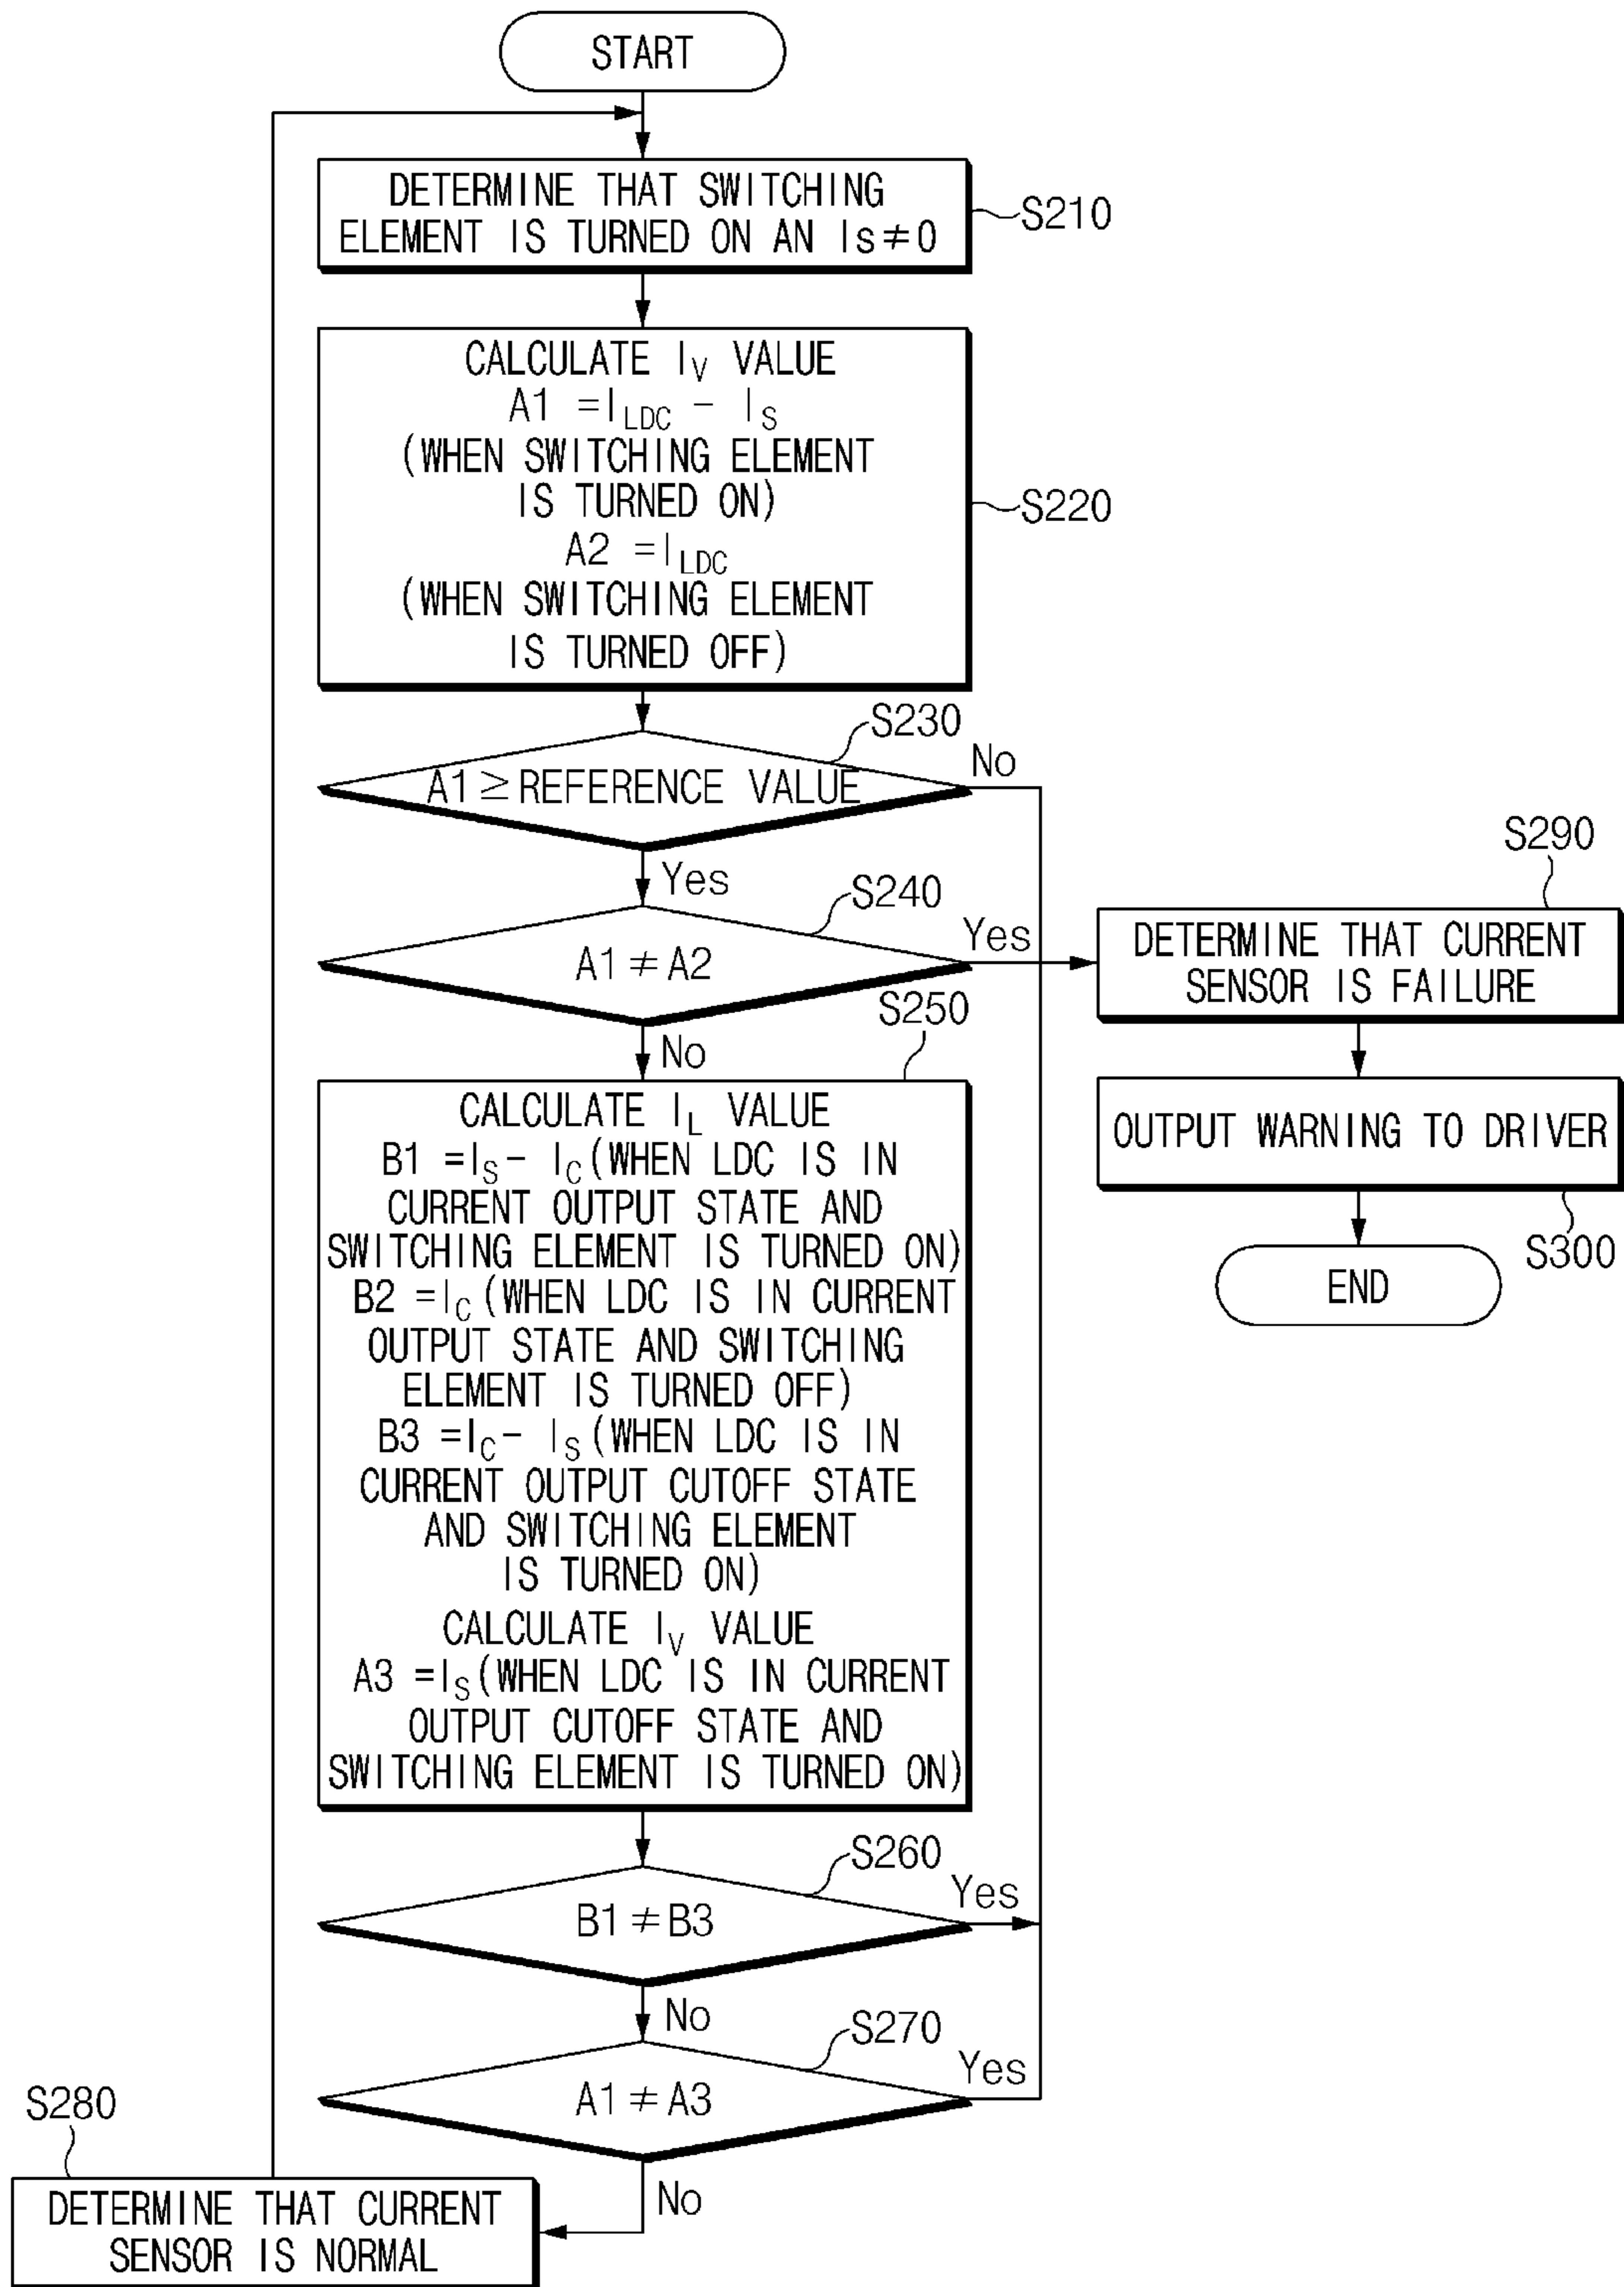 START
DETERMINE THAT SWITCHING
ELEMENT IS TURNED ON AN Is≠0
S210
CALCULATE IV VALUE
A1 =ILDC - IS
(WHEN SWITCHING ELEMENT
IS TURNED ON)
A2 =ILDC
(WHEN SWITCHING ELEMENT
IS TURNED OFF)
S220
S230
A1≥REFERENCE VALUE
No
Yes
S240
A1≠A2
Yes
No
S290
DETERMINE THAT CURRENT
SENSOR IS FAILURE
OUTPUT WARNING TO DRIVER
S300
END
S250
CALCULATE IL VALUE
B1 =IS- IC(WHEN LDC IS IN
CURRENT OUTPUT STATE AND
SWITCHING ELEMENT IS TURNED ON)
B2 =IC(WHEN LDC IS IN CURRENT
OUTPUT STATE AND SWITCHING
ELEMENT IS TURNED OFF)
B3 =IC- IS(WHEN LDC IS IN
CURRENT OUTPUT CUTOFF STATE
AND SWITCHING ELEMENT
IS TURNED ON)
CALCULATE IV VALUE
A3 =IS(WHEN LDC IS IN CURRENT
OUTPUT CUTOFF STATE AND
SWITCHING ELEMENT IS TURNED ON)
S260
B1≠B3
Yes
No
S270
A1≠A3
Yes
No
S280
DETERMINE THAT CURRENT
SENSOR IS NORMAL